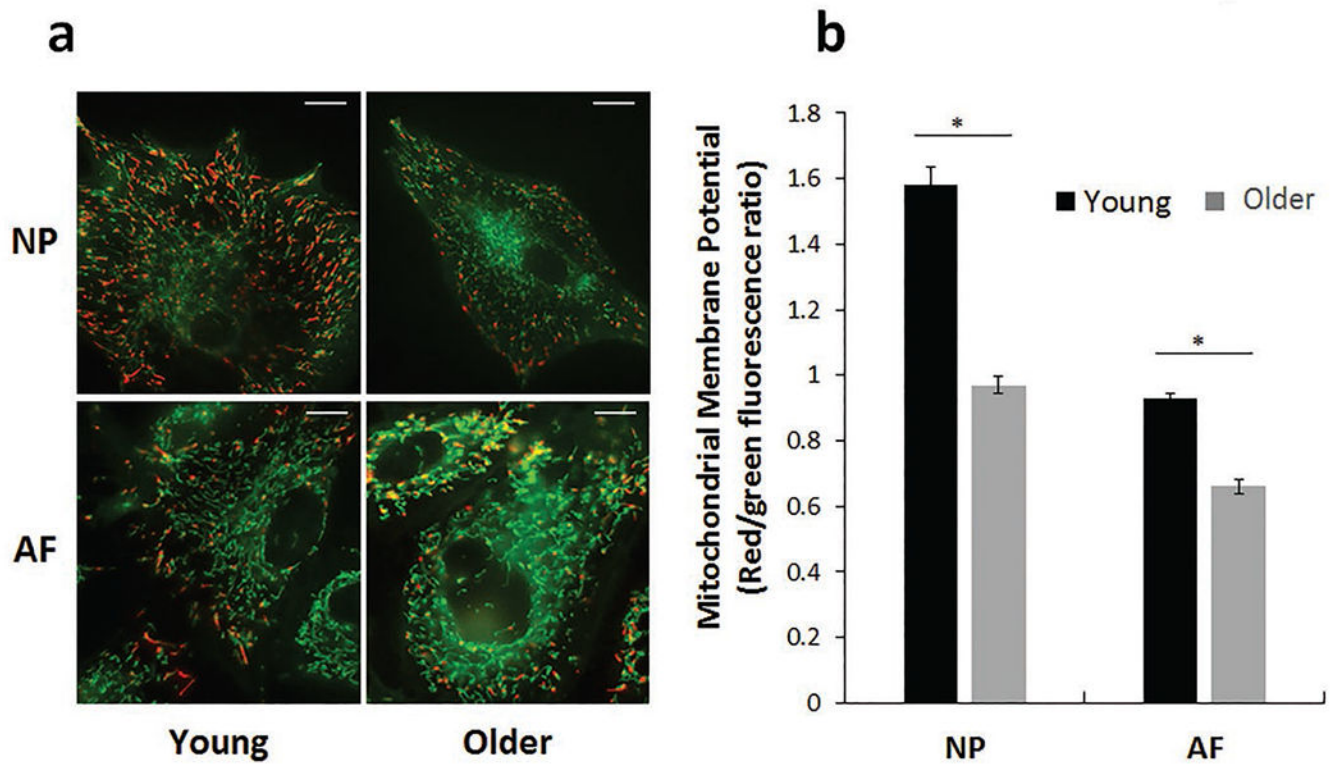 a
NP
AF
Young Older
b
Mitochondrial Membrane Potential
(Red/green fluorescence ratio)
1.8
1.6
1.4
1.2
1
0.8
0.6
0.4
0.2
0
*
*
Young Older
NP AF